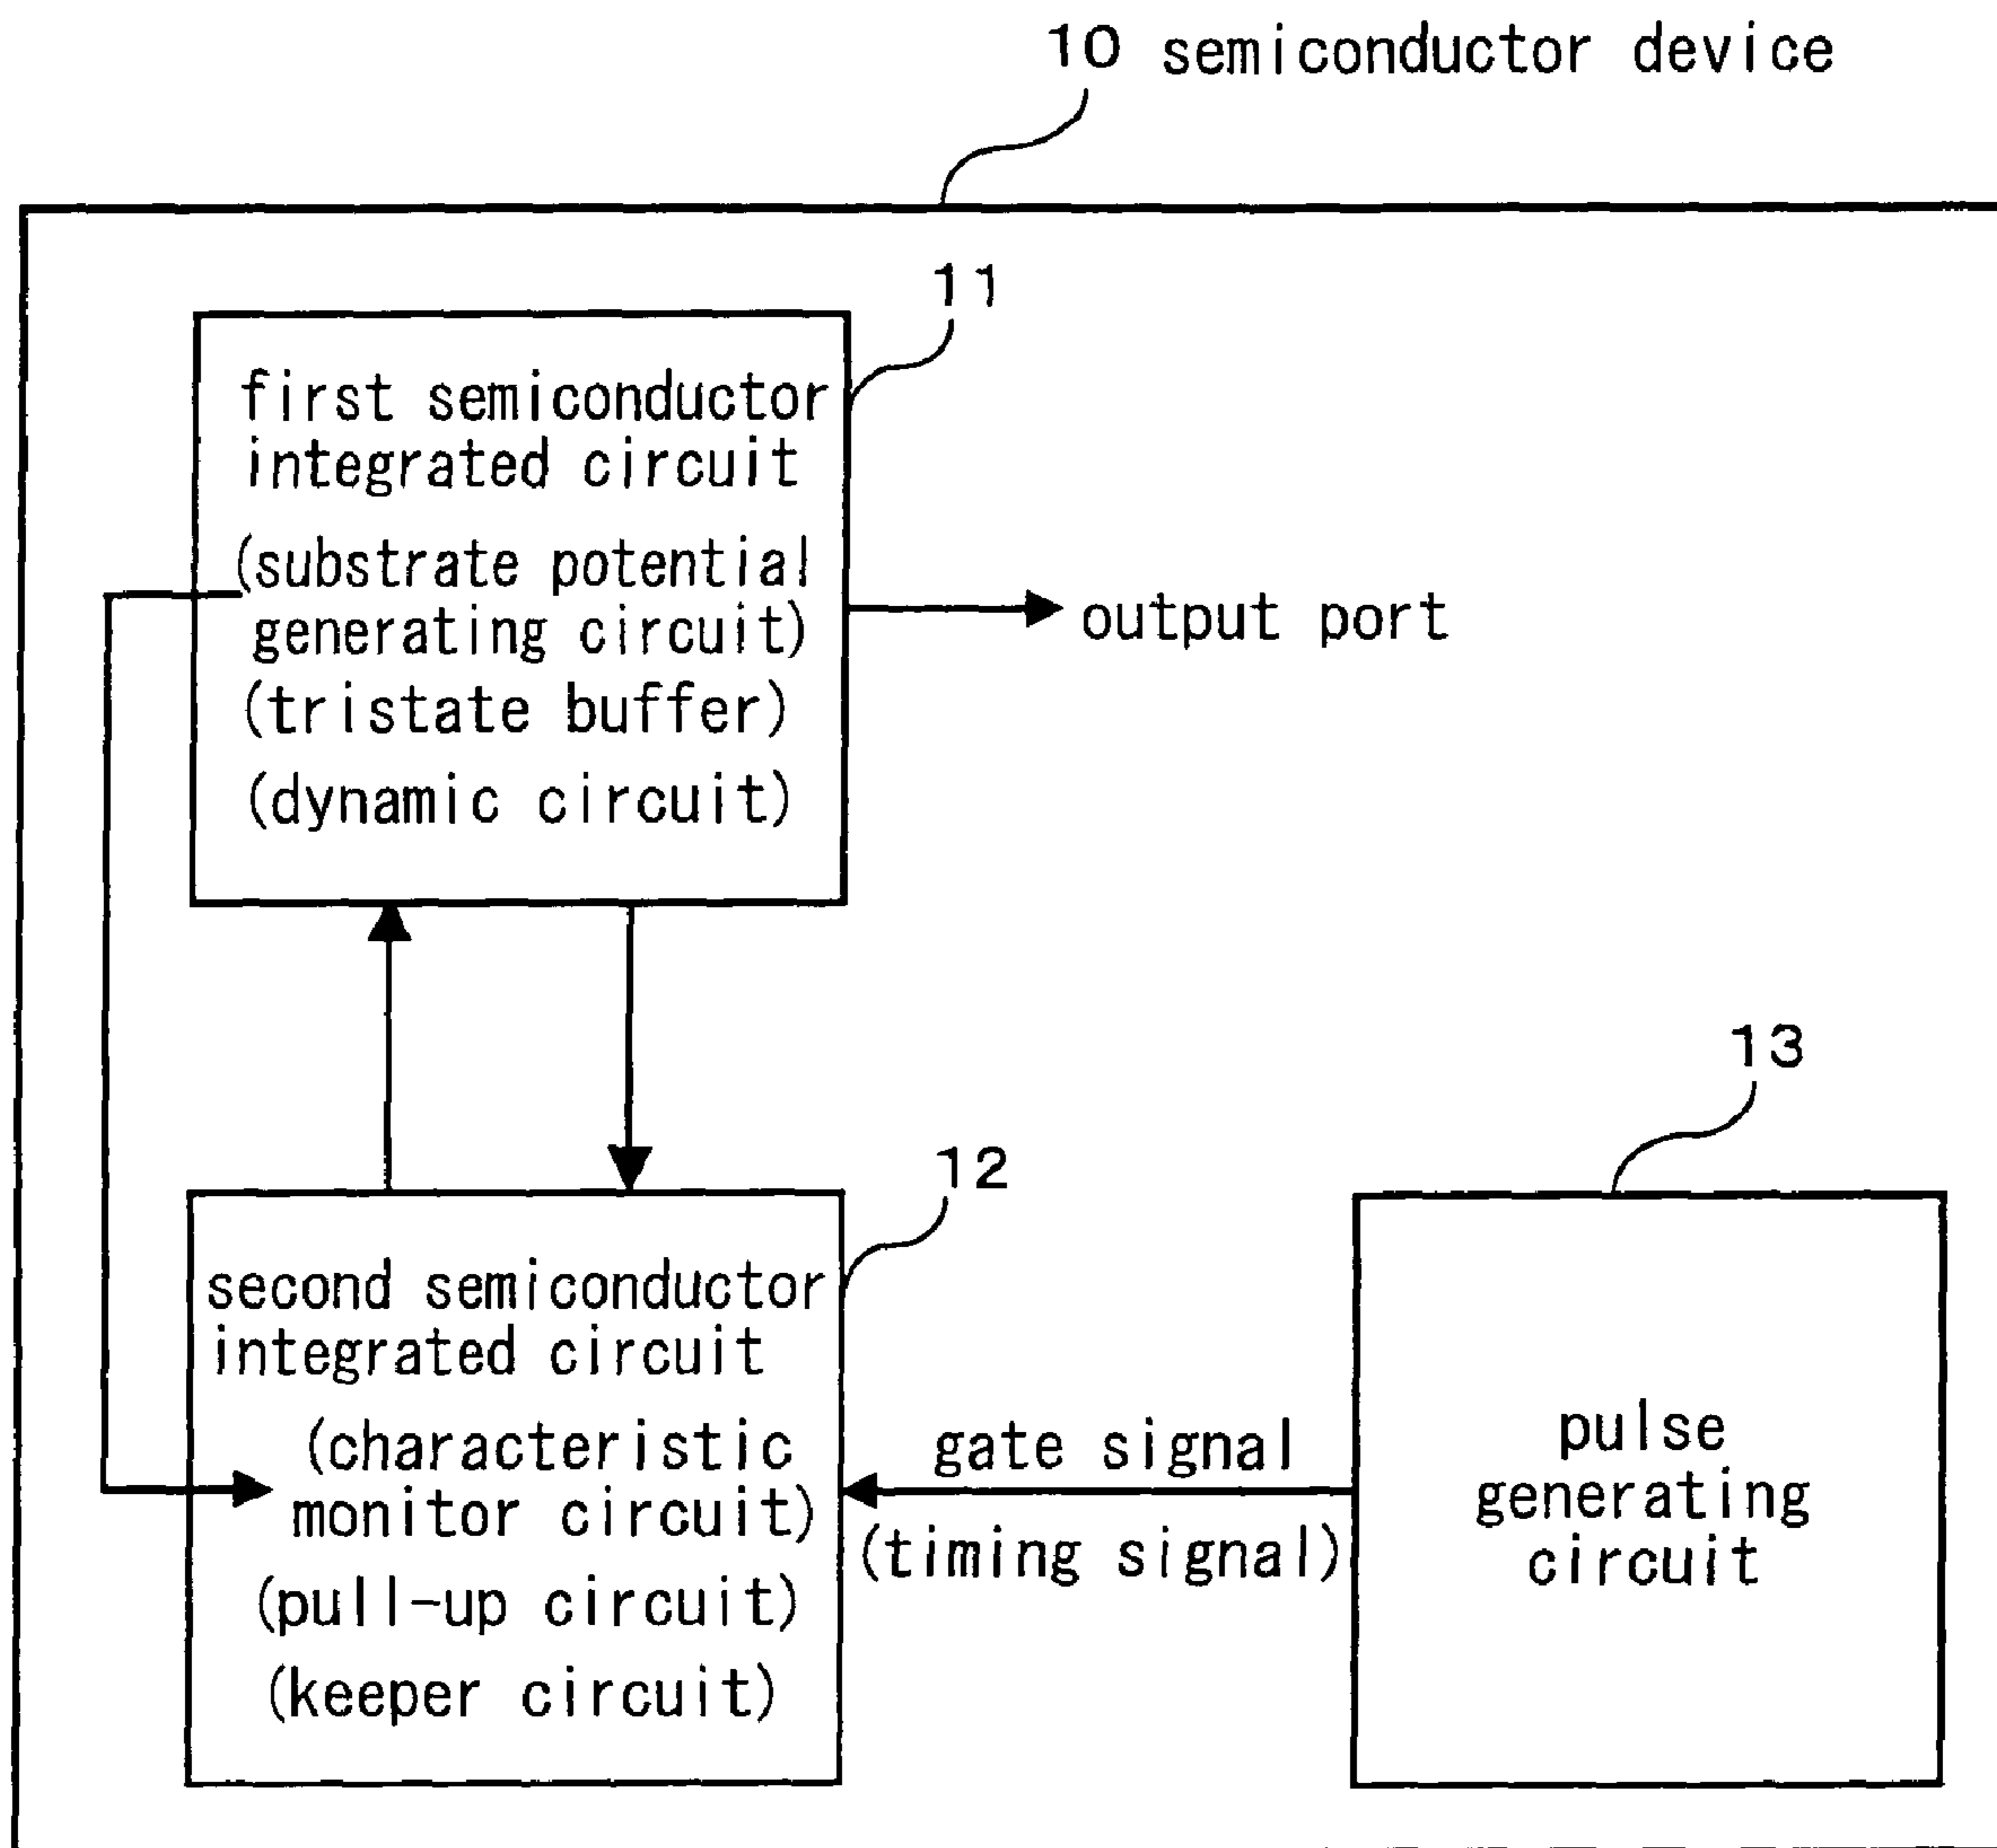 10 semiconductor device
11
first semiconductor
integrated circuit
(substrate potential
generating circuit)
(tristate buffer)
(dynamic circuit)
output port
13
12
second semiconductor
integrated circuit
(characteristic
monitor circuit)
(pull-up circuit)
(keeper circuit)
gate signal
(timing signal)
pulse
generating
circuit